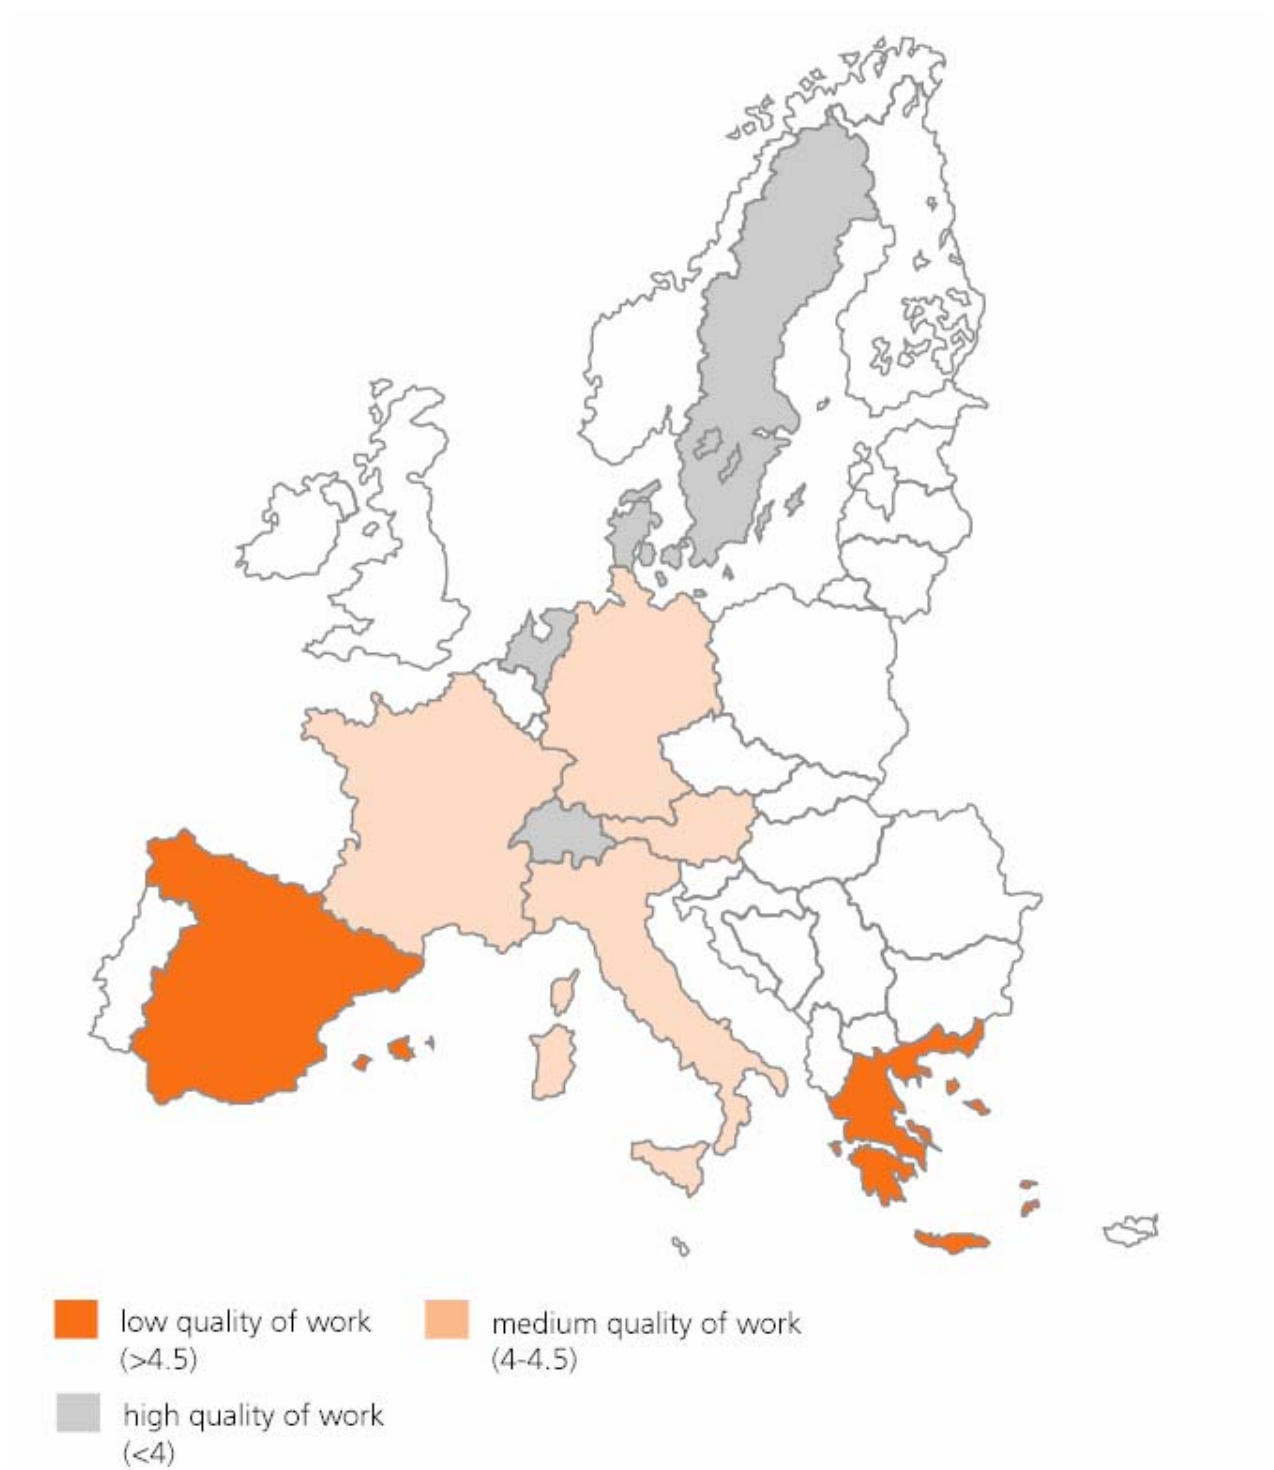 low quality of work
(>4.5)
medium quality of work
(4-4.5)
high quality of work
(<4)